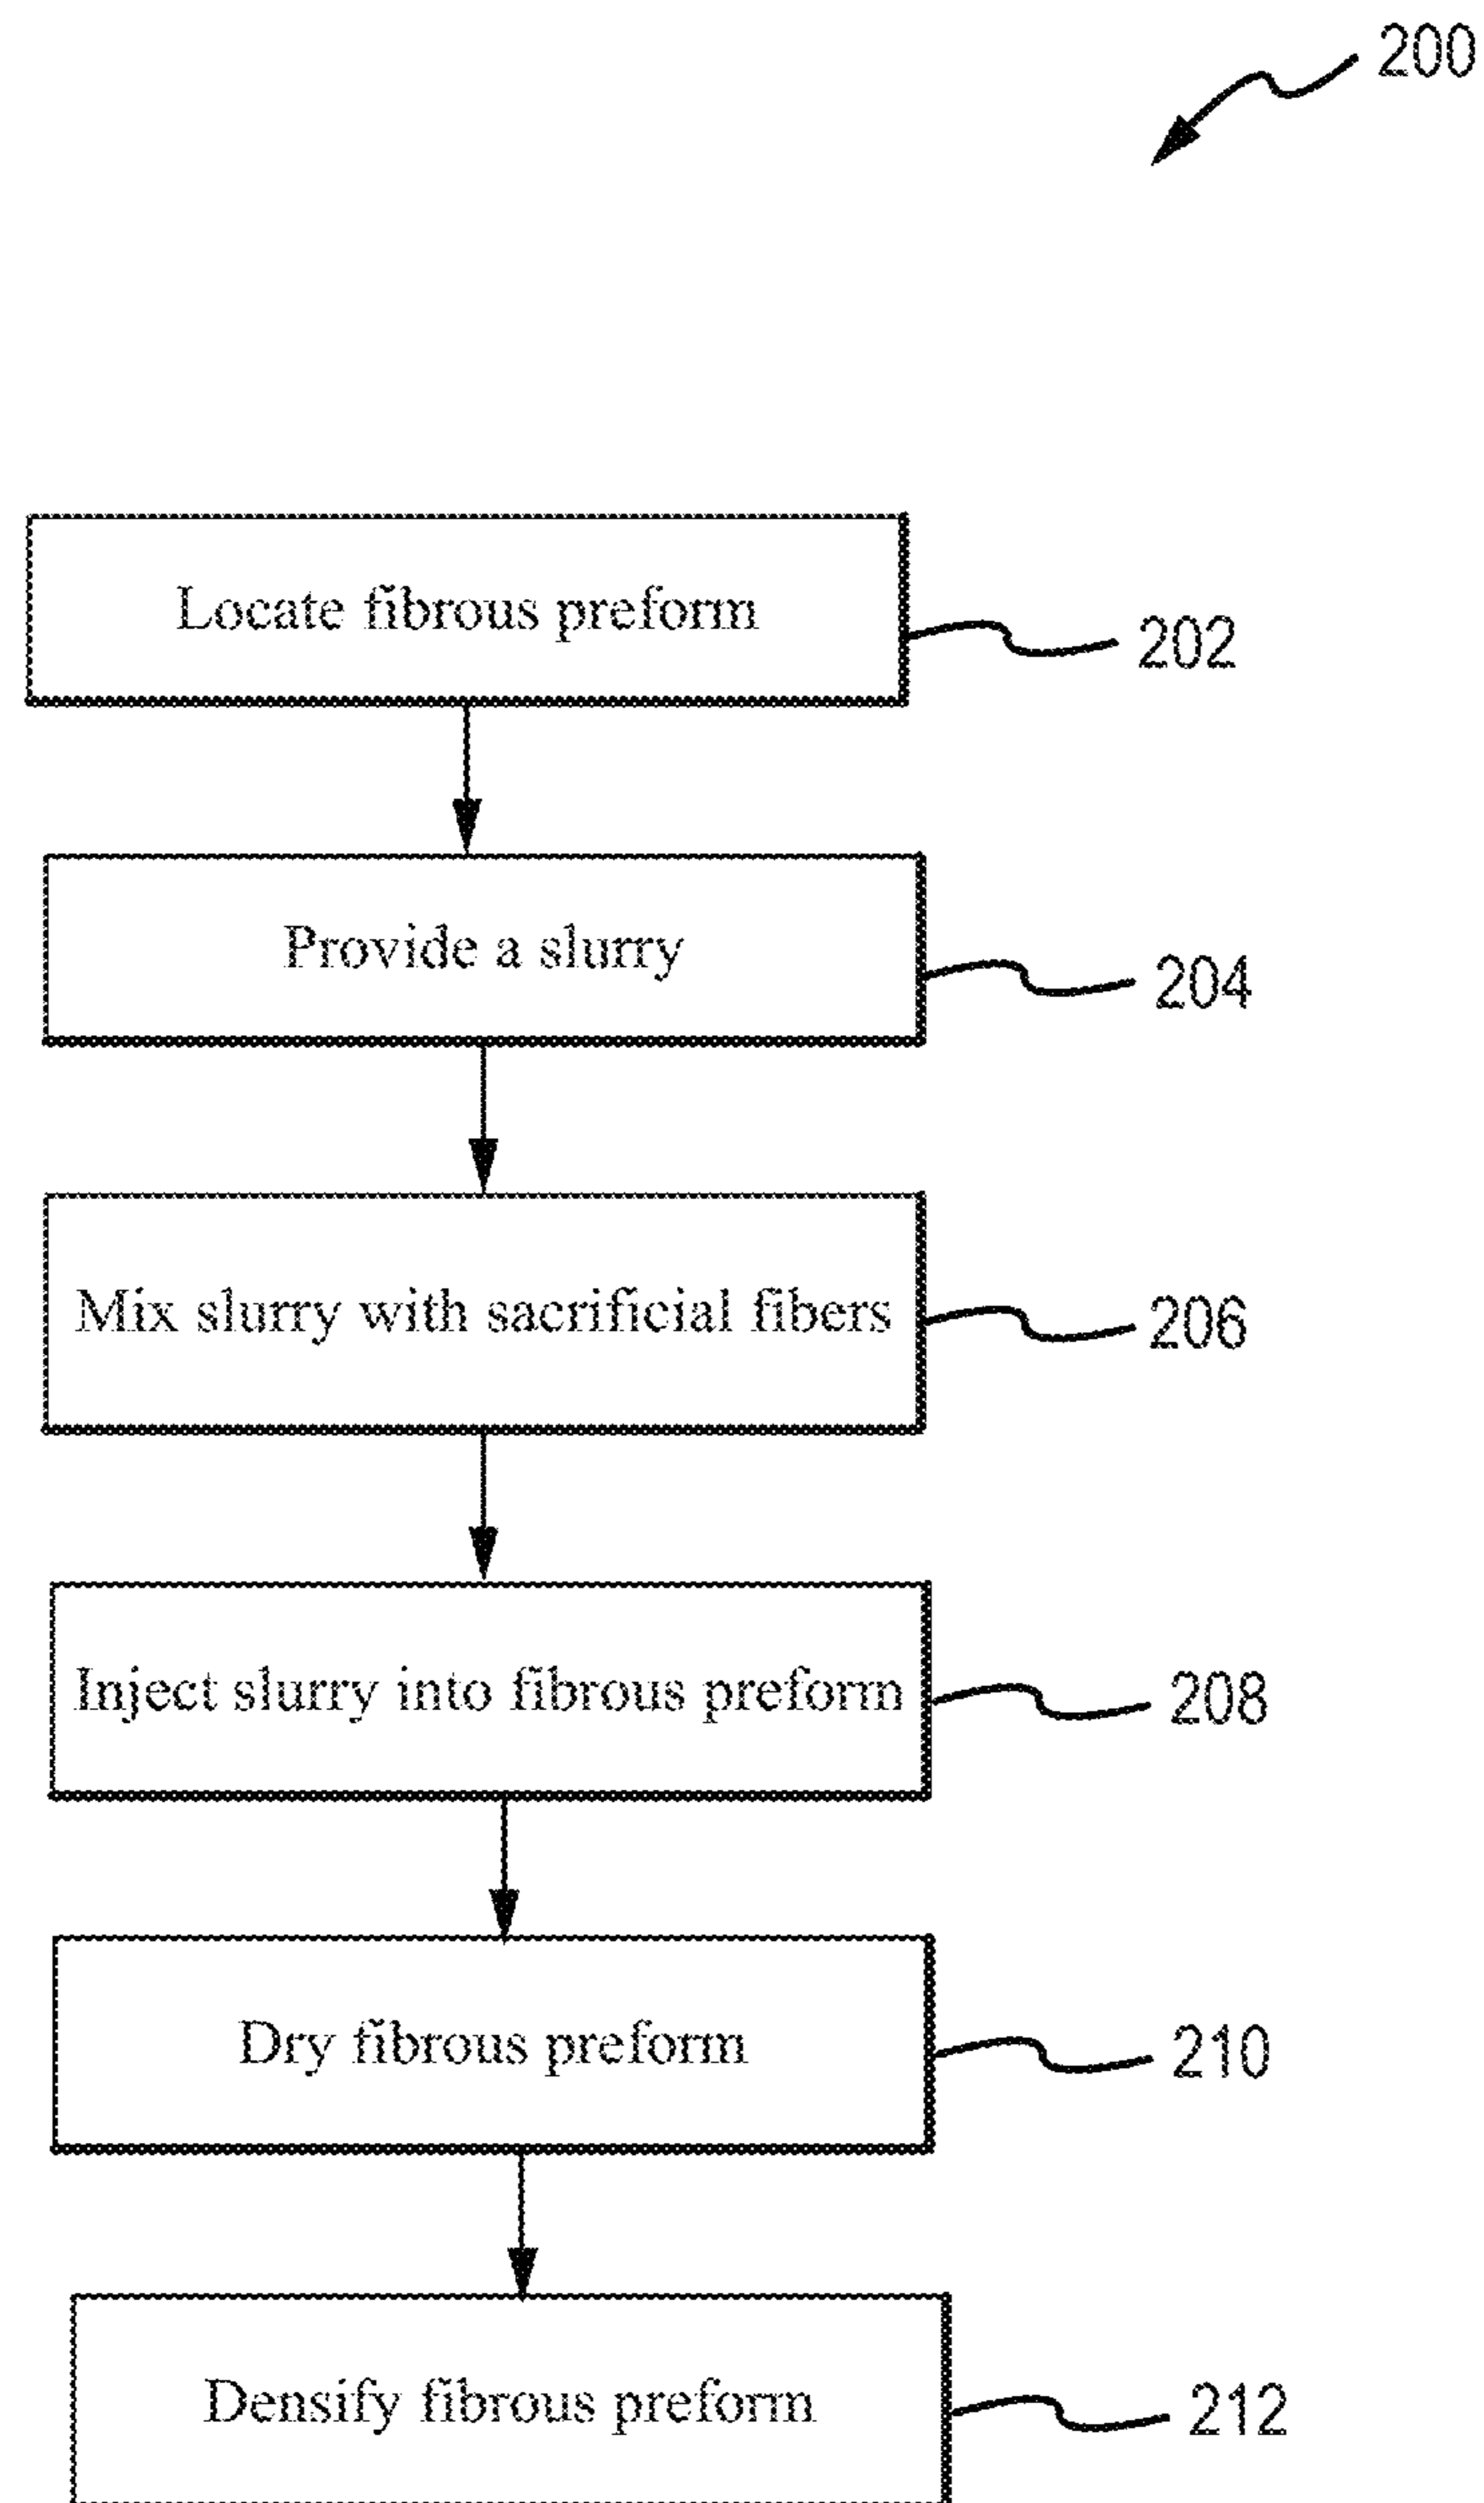 200
Locate fibrous preform
202
Provide a slurry
204
Mix slurry with sacrificial fibers
206
Inject slurry into fibrous preform
208
Dry fibrous preform
210
Densify fibrous preform
212